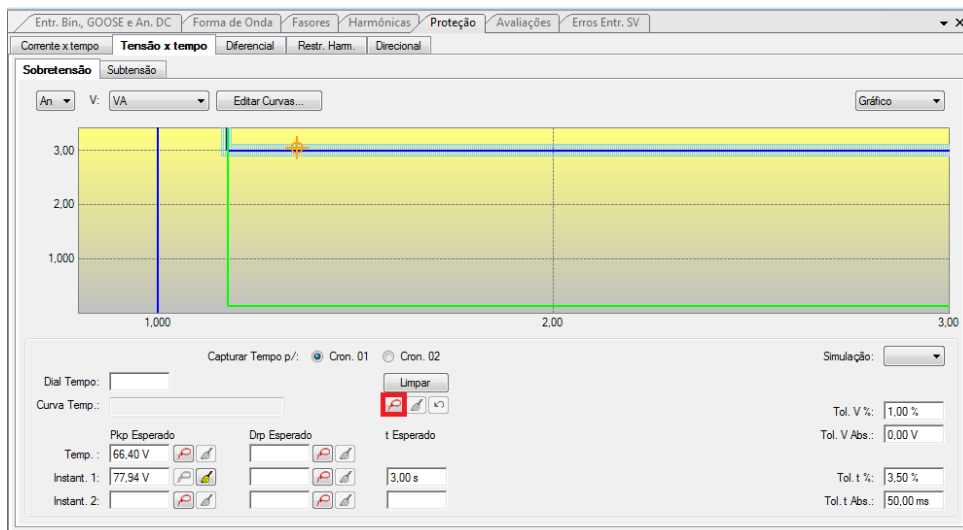 Entr. Bin., GOOSE e An. DC Forma de Onda Fasores Harmônicas Proteção Avaliações Erros Entr. SV
Corrente x tempo Tensão x tempo Diferencial Restr. Harm. Direcional
Sobretensão Subtensão
An V: VA Editar Curvas... Gráfico
3,00
2,00
1,000
1,000 2,00 3,00
Capturar Tempo p/: Cron. 01 Cron. 02 Simulação:
Dial Tempo: Limpar
Curva Temp.: Tol. V %: 1,00 %
Pkp Esperado Drp Esperado t Esperado Tol. V Abs.: 0,00 V
Temp. : 66,40 V
Instant. 1: 77,94 V 3,00 s Tol. t %: 3,50 %
Instant. 2: Tol. t Abs.: 50,00 ms